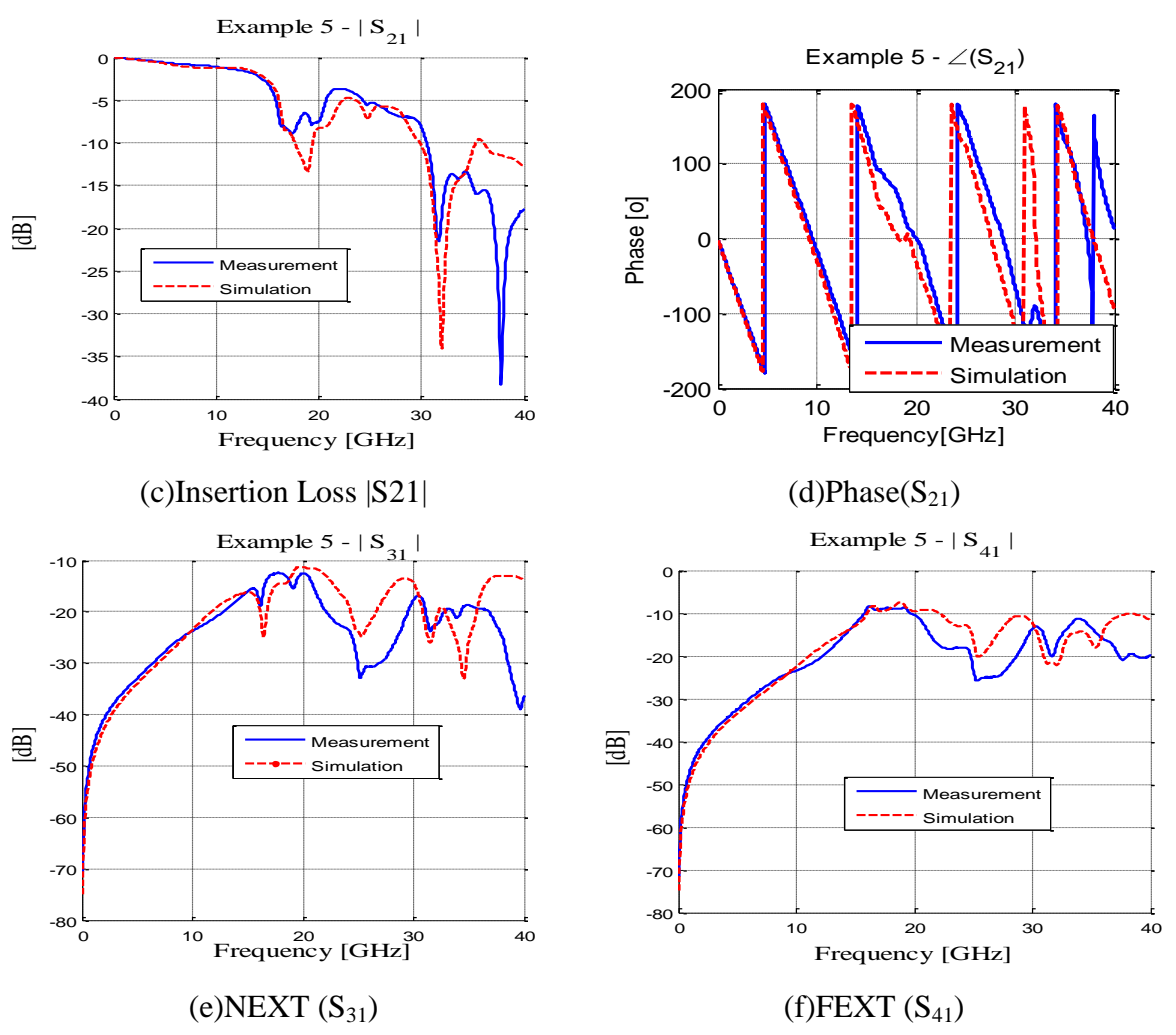 Example 5 - | S21 |
0
-5
-10
-15
-20
-25
-30
-35
-40
[dB]
Measurement
Simulation
0 10 20 30 40
Frequency [GHz]
(c)Insertion Loss |S21|
Example 5 - ∠(S21)
200
100
0
-100
-200
Phase [o]
Measurement
Simulation
0 10 20 30 40
Frequency[GHz]
(d)Phase(S21)
Example 5 - | S31 |
-10
-20
-30
-40
-50
-60
-70
-80
[dB]
Measurement
Simulation
0 10 20 30 40
Frequency [GHz]
(e)NEXT (S31)
Example 5 - | S41 |
0
-10
-20
-30
-40
-50
-60
-70
-80
[dB]
Measurement
Simulation
0 10 20 30 40
Frequency [GHz]
(f)FEXT (S41)